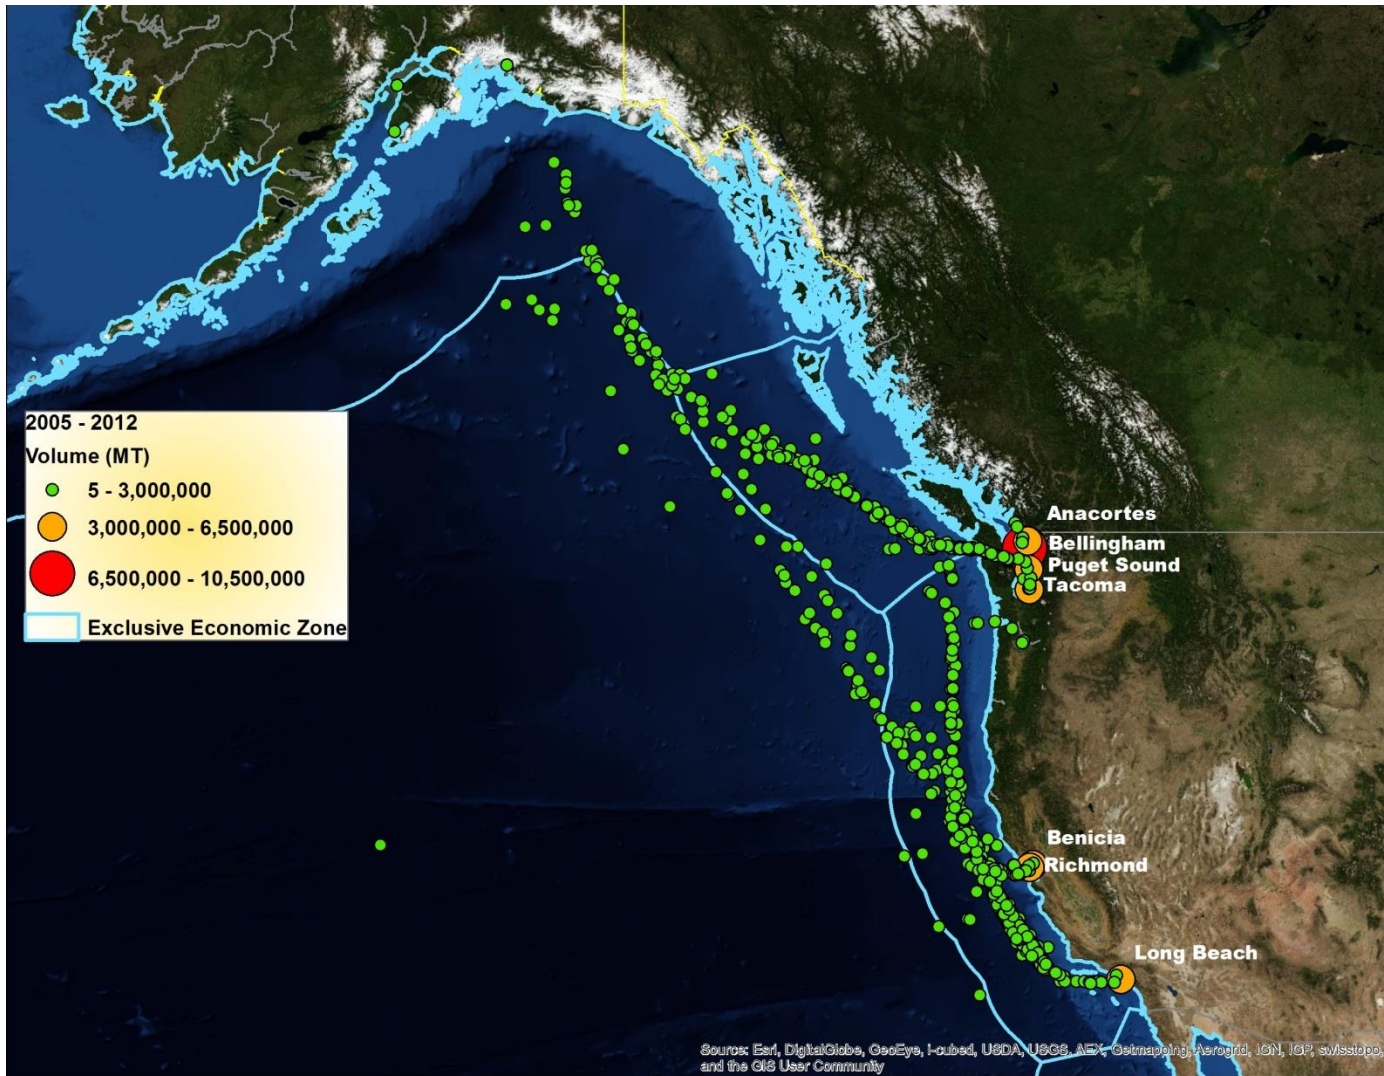 2005 - 2012
Volume (MT)
5 - 3,000,000
3,000,000 - 6,500,000
6,500,000 - 10,500,000
Exclusive Economic Zone
Anacortes
Bellingham
Puget Sound
Tacoma
Benicia
Richmond
Long Beach
Source: Esri, DigitalGlobe, GeoEye, i-cubed, USDA, USGS, AEX, Getmapping, Aerogrid, IGN, IGP, swisstopo,
and the GIS User Community